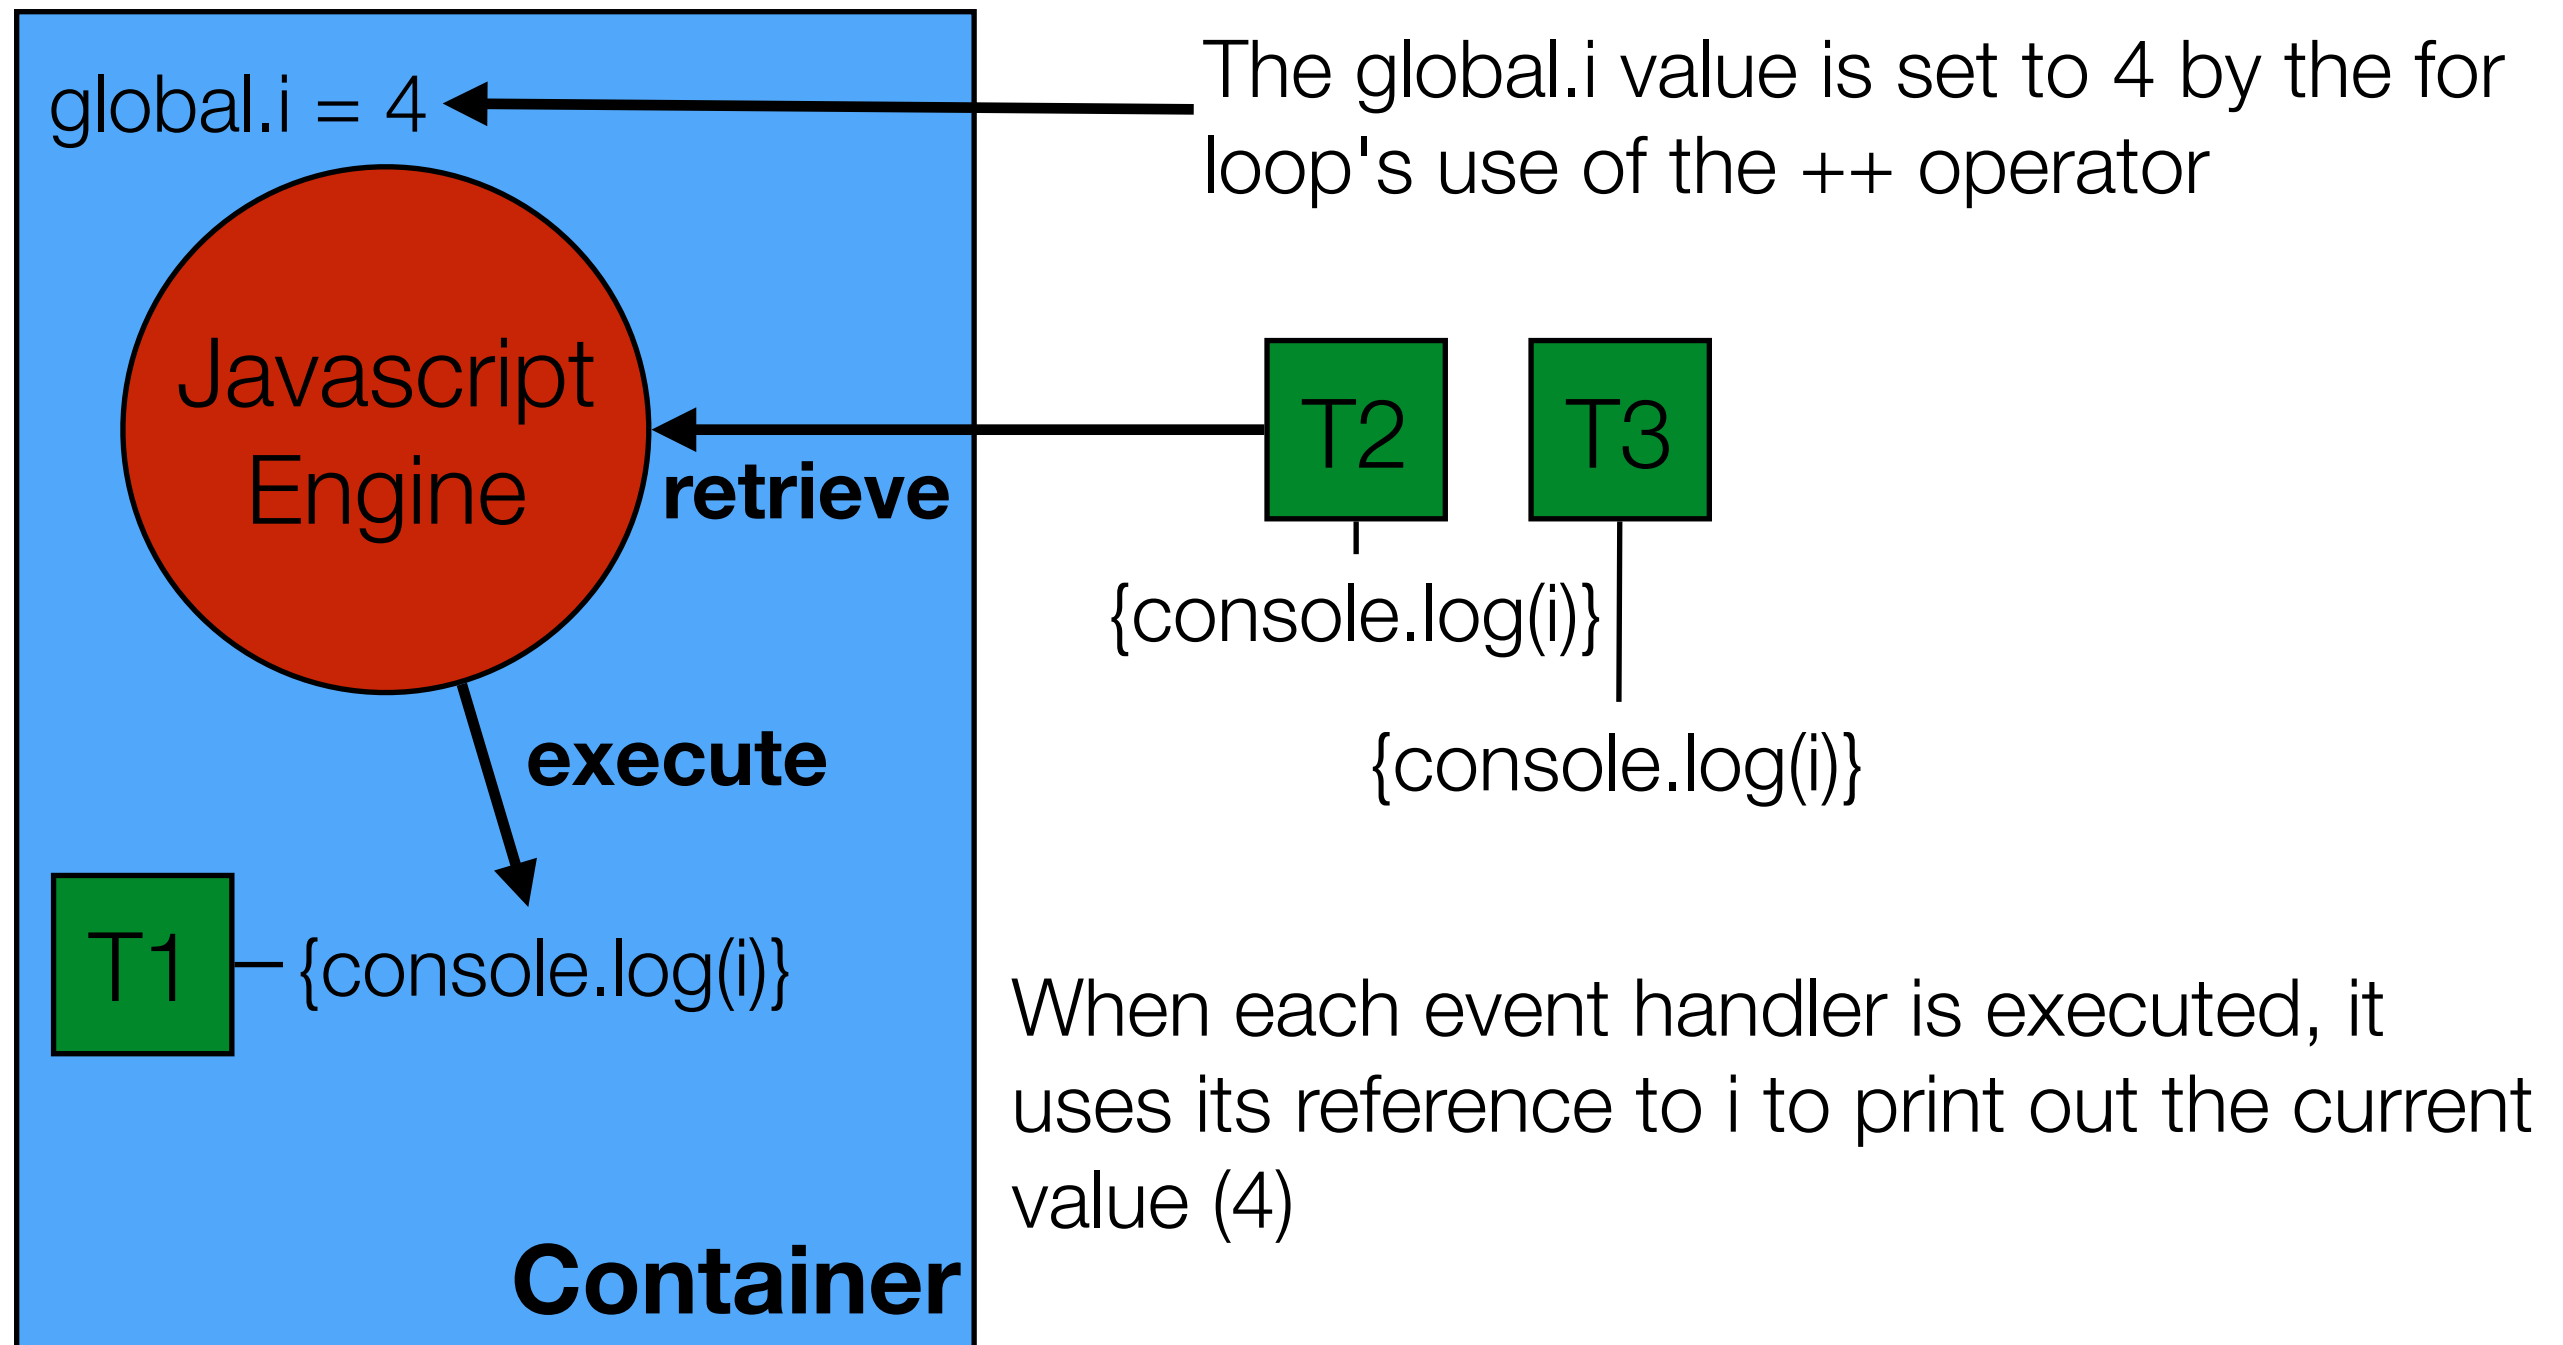 global.i = 4
The global.i value is set to 4 by the for
loop's use of the ++ operator
Javascript
Engine
retrieve
T2
T3
{console.log(i)}
{console.log(i)}
execute
T1
{console.log(i)}
When each event handler is executed, it
uses its reference to i to print out the current
value (4)
Container